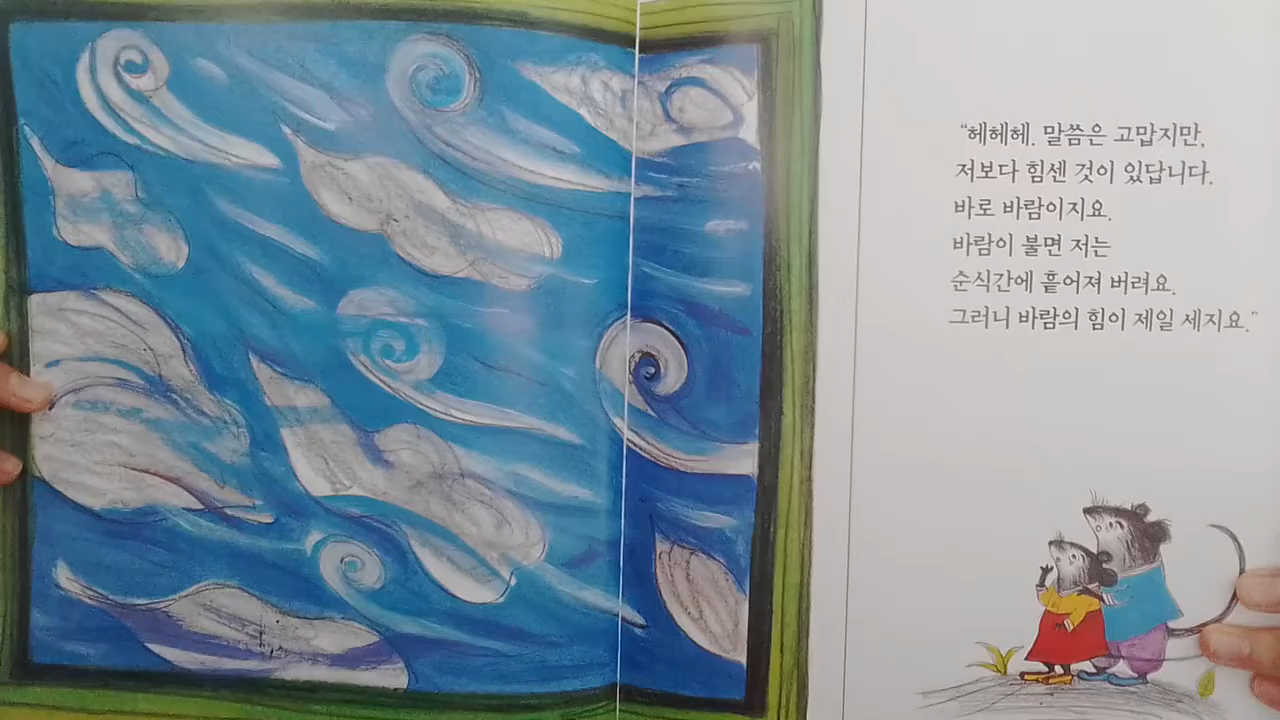 “헤헤헤. 말씀은 고맙지만,
저보다 힘센 것이 있답니다.
바로 바람이지요.
바람이 불면 저는
순식간에 흩어져 버려요.
그러니 바람의 힘이 제일 세지요.”